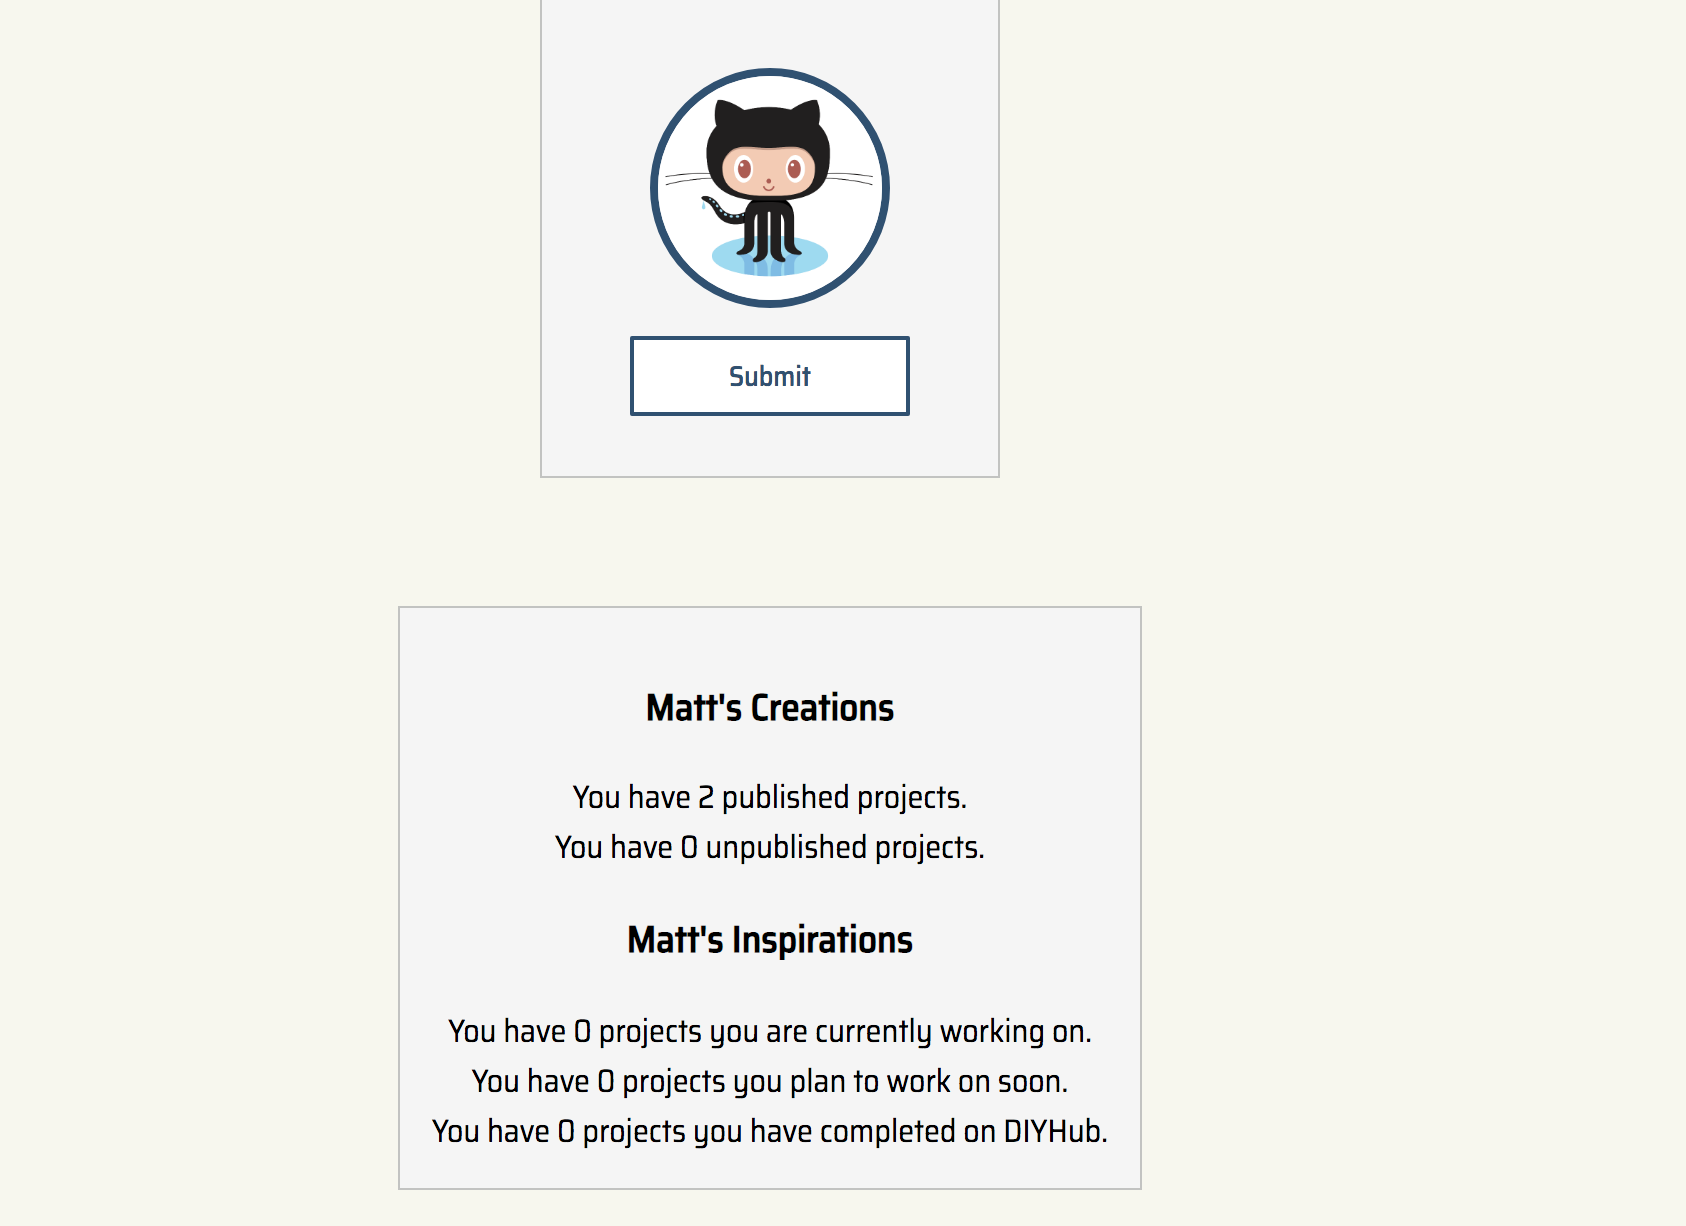 Submit
Matt's Creations
You have 2 published projects.
You have 0 unpublished projects.
Matt's Inspirations
You have 0 projects you are currently working on.
You have 0 projects you plan to work on soon.
You have 0 projects you have completed on DIYHub.